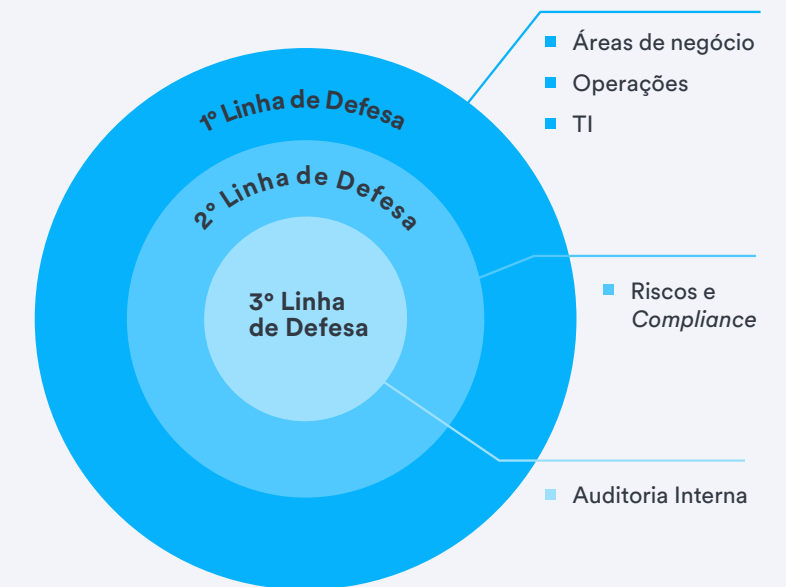 1º Linha de Defesa
Áreas de negócio
Operações
TI
2º Linha de Defesa
Riscos e
Compliance
3º Linha
de Defesa
Auditoria Interna